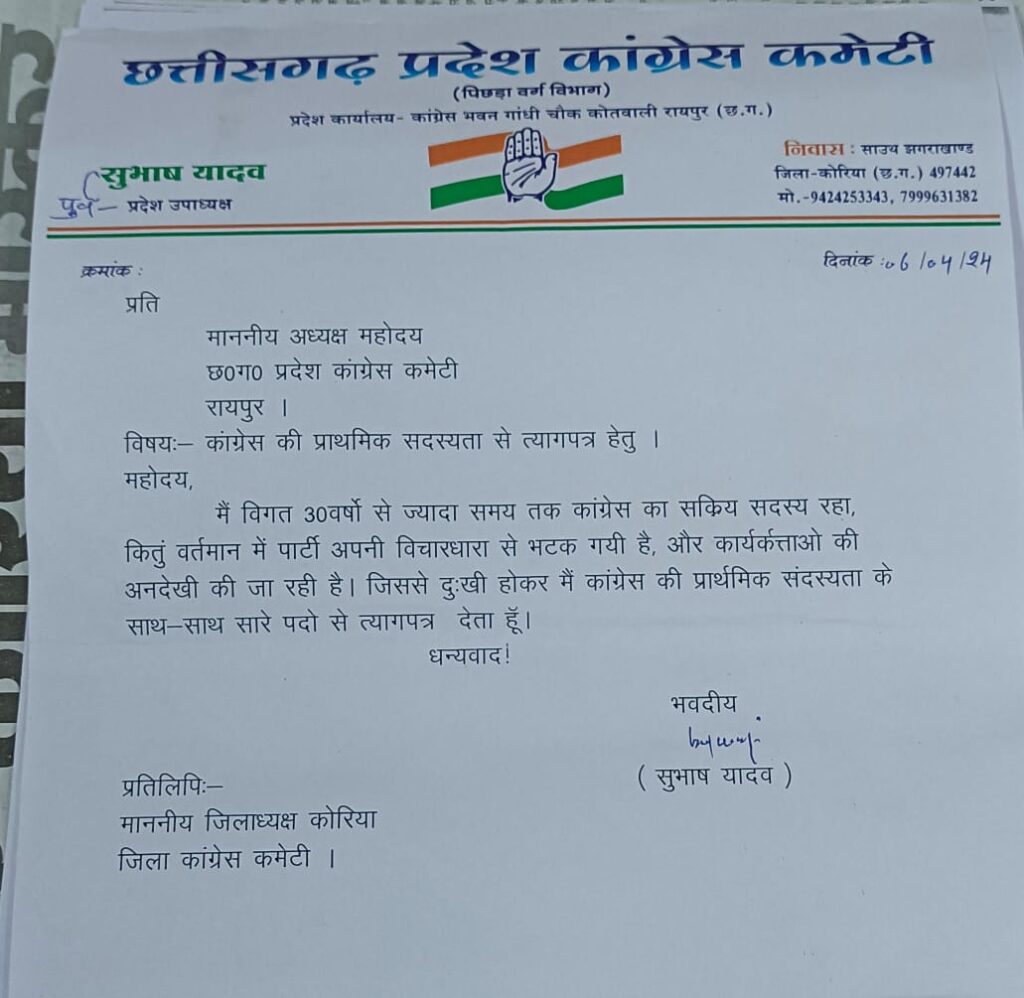 छत्तीसगढ़ प्रदेश कांग्रेस कमेटी
(पिछड़ा वर्ग विभाग)
प्रदेश कार्यालय- कांग्रेस भवन गांधी चौक कोतवाली रायपुर (छ.ग.)
सुभाष यादव
पूर्व – प्रदेश उपाध्यक्ष
निवास : साउथ झगराखाण्ड
जिला-कोरिया (छ.ग.) 497442
मो.-9424253343, 7999631382
क्रमांक :
दिनांक : 06/04/24
प्रति
माननीय अध्यक्ष महोदय
छ0ग0 प्रदेश कांग्रेस कमेटी
रायपुर ।
विषयः– कांग्रेस की प्राथमिक सदस्यता से त्यागपत्र हेतु ।
महोदय,
मैं विगत 30वर्षो से ज्यादा समय तक कांग्रेस का सकिय सदस्य रहा,
कितुं वर्तमान में पार्टी अपनी विचारधारा से भटक गयी है, और कार्यकर्त्ताओ की
अनदेखी की जा रही है। जिससे दुःखी होकर मैं कांग्रेस की प्रार्थमिक संदस्यता के
साथ–साथ सारे पदो से त्यागपत्र देता हूॅ।
धन्यवाद!
भवदीय
( सुभाष यादव )
प्रतिलिपिः–
माननीय जिलाध्यक्ष कोरिया
जिला कांग्रेस कमेटी ।